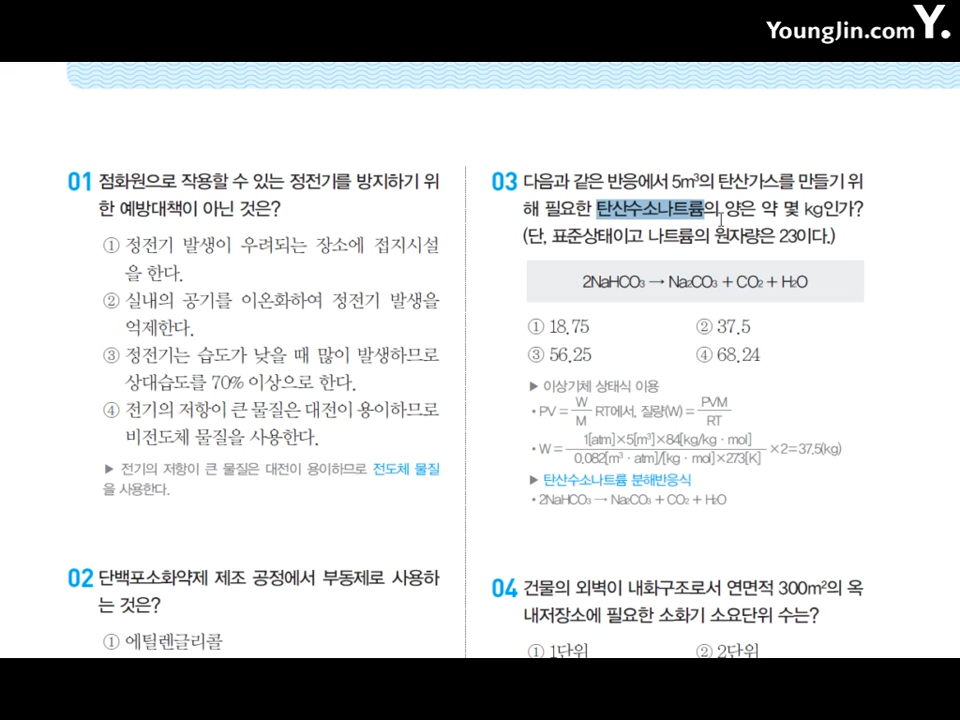 YoungJin.com Y.
01 점화원으로 작용할 수 있는 정전기를 방지하기 위
한 예방대책이 아닌 것은?
① 정전기 발생이 우려되는 장소에 접지시설
을 한다.
② 실내의 공기를 이온화하여 정전기 발생을
억제한다.
③ 정전기는 습도가 낮을 때 많이 발생하므로
상대습도를 70% 이상으로 한다.
④ 전기의 저항이 큰 물질은 대전이 용이하므로
비전도체 물질을 사용한다.
▶ 전기의 저항이 큰 물질은 대전이 용이하므로 전도체 물질
을 사용한다.
02 단백포소화약제 제조 공정에서 부동제로 사용하
는 것은?
① 에틸렌글리콜
03 다음과 같은 반응에서 5m³의 탄산가스를 만들기 위
해 필요한 탄산수소나트륨의 양은 약 몇 kg인가?
(단, 표준상태이고 나트륨의 원자량은 23이다.)
2NaHCO₃ → Na₂CO₃ + CO₂ + H₂O
① 18.75 ② 37.5
③ 56.25 ④ 68.24
▶ 이상기체 상태식 이용
• PV = W/M RT에서, 질량(W) = PVM/RT
• W = 1[atm]×5[m³]×84[kg/kg · mol] / 0.082[m³ · atm]/[kg · mol]×273[K] ×2=37.5(kg)
▶ 탄산수소나트륨 분해반응식
• 2NaHCO₃ → Na₂CO₃ + CO₂ + H₂O
04 건물의 외벽이 내화구조로서 연면적 300m²의 옥
내저장소에 필요한 소화기 소요단위 수는?
① 1단위 ② 2단위